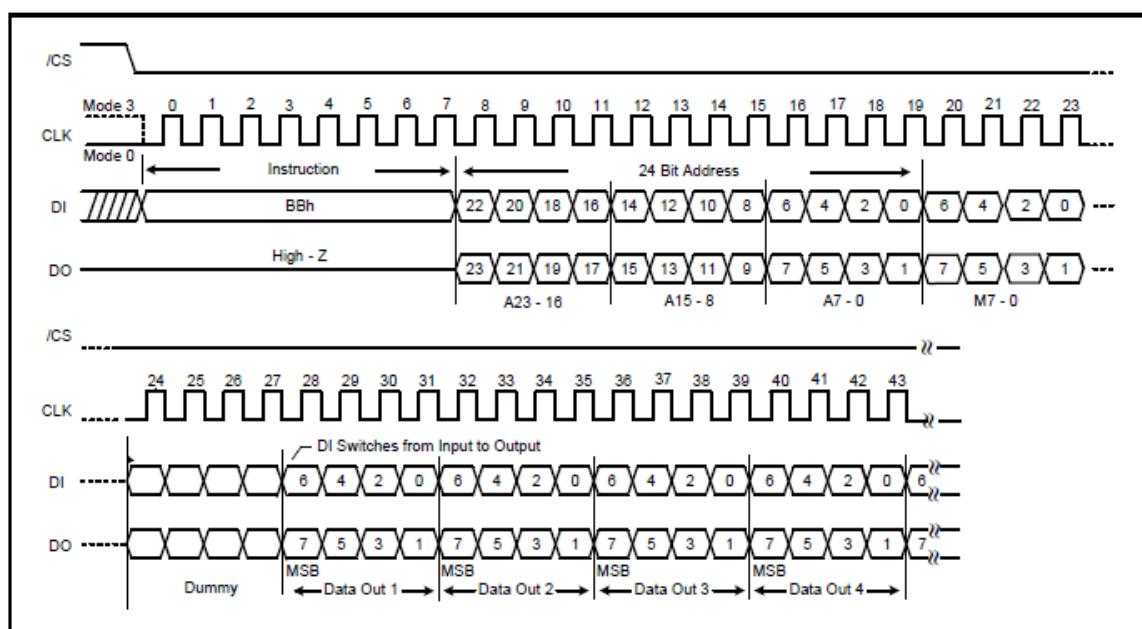 /CS
Mode 3 0 1 2 3 4 5 6 7 8 9 10 11 12 13 14 15 16 17 18 19 20 21 22 23
CLK
Mode 0 Instruction 24 Bit Address
DI BBh 22 20 18 16 14 12 10 8 6 4 2 0 6 4 2 0
High - Z
DO 23 21 19 17 15 13 11 9 7 5 3 1 7 5 3 1
A23 - 16 A15 - 8 A7 - 0 M7 - 0
/CS
24 25 26 27 28 29 30 31 32 33 34 35 36 37 38 39 40 41 42 43
CLK
DI Switches from Input to Output
DI 6 4 2 0 6 4 2 0 6 4 2 0 6 4 2 0 6
DO 7 5 3 1 7 5 3 1 7 5 3 1 7 5 3 1 7
MSB MSB MSB MSB
Dummy Data Out 1 Data Out 2 Data Out 3 Data Out 4